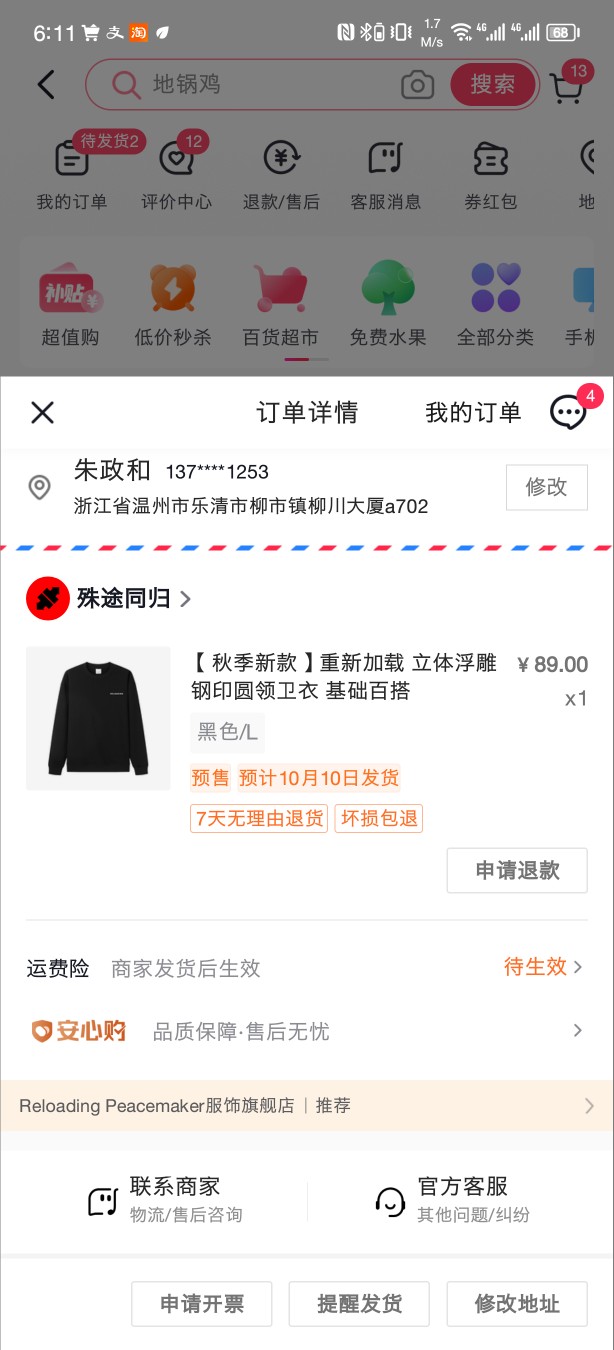 6:11
1.7
M/s
4G
4G
68
地锅鸡
搜索
13
待发货2
12
我的订单
评价中心
退款/售后
客服消息
券红包
地
补贴
超值购
低价秒杀
百货超市
免费水果
全部分类
手机
订单详情
我的订单
4
朱政和 137****1253
浙江省温州市乐清市柳市镇柳川大厦a702
修改
殊途同归
【 秋季新款 】重新加载 立体浮雕
钢印圆领卫衣 基础百搭
¥ 89.00
x1
黑色/L
预售 预计10月10日发货
7天无理由退货 坏损包退
申请退款
运费险 商家发货后生效 待生效
安心购 品质保障·售后无忧
Reloading Peacemaker服饰旗舰店 | 推荐
联系商家
物流/售后咨询
官方客服
其他问题/纠纷
申请开票 提醒发货 修改地址